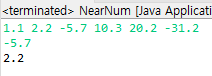 <terminated> NearNum [Java Applicati
1.1 2.2 -5.7 10.3 20.2 -31.2
-5.7
2.2